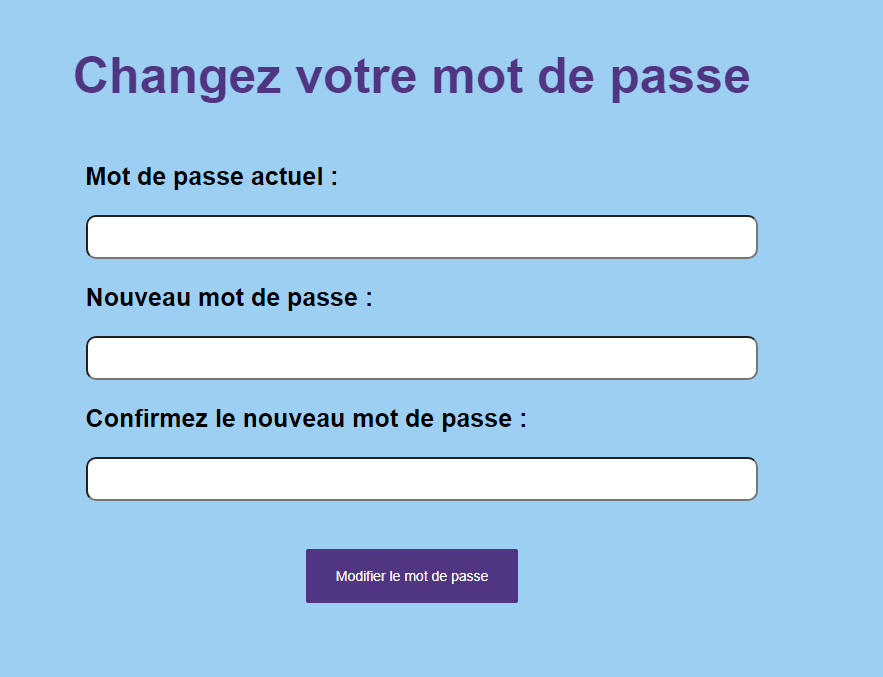 Changez votre mot de passe
Mot de passe actuel :
Nouveau mot de passe :
Confirmez le nouveau mot de passe :
Modifier le mot de passe